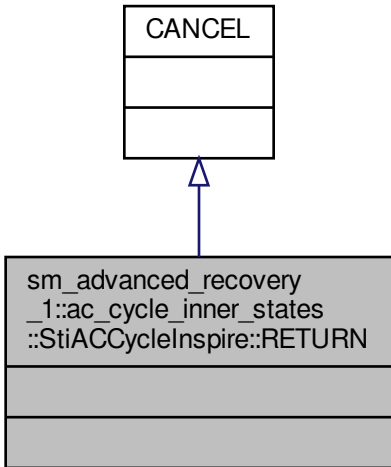 CANCEL
sm_advanced_recovery
_1::ac_cycle_inner_states
::StiACCycleInspire::RETURN